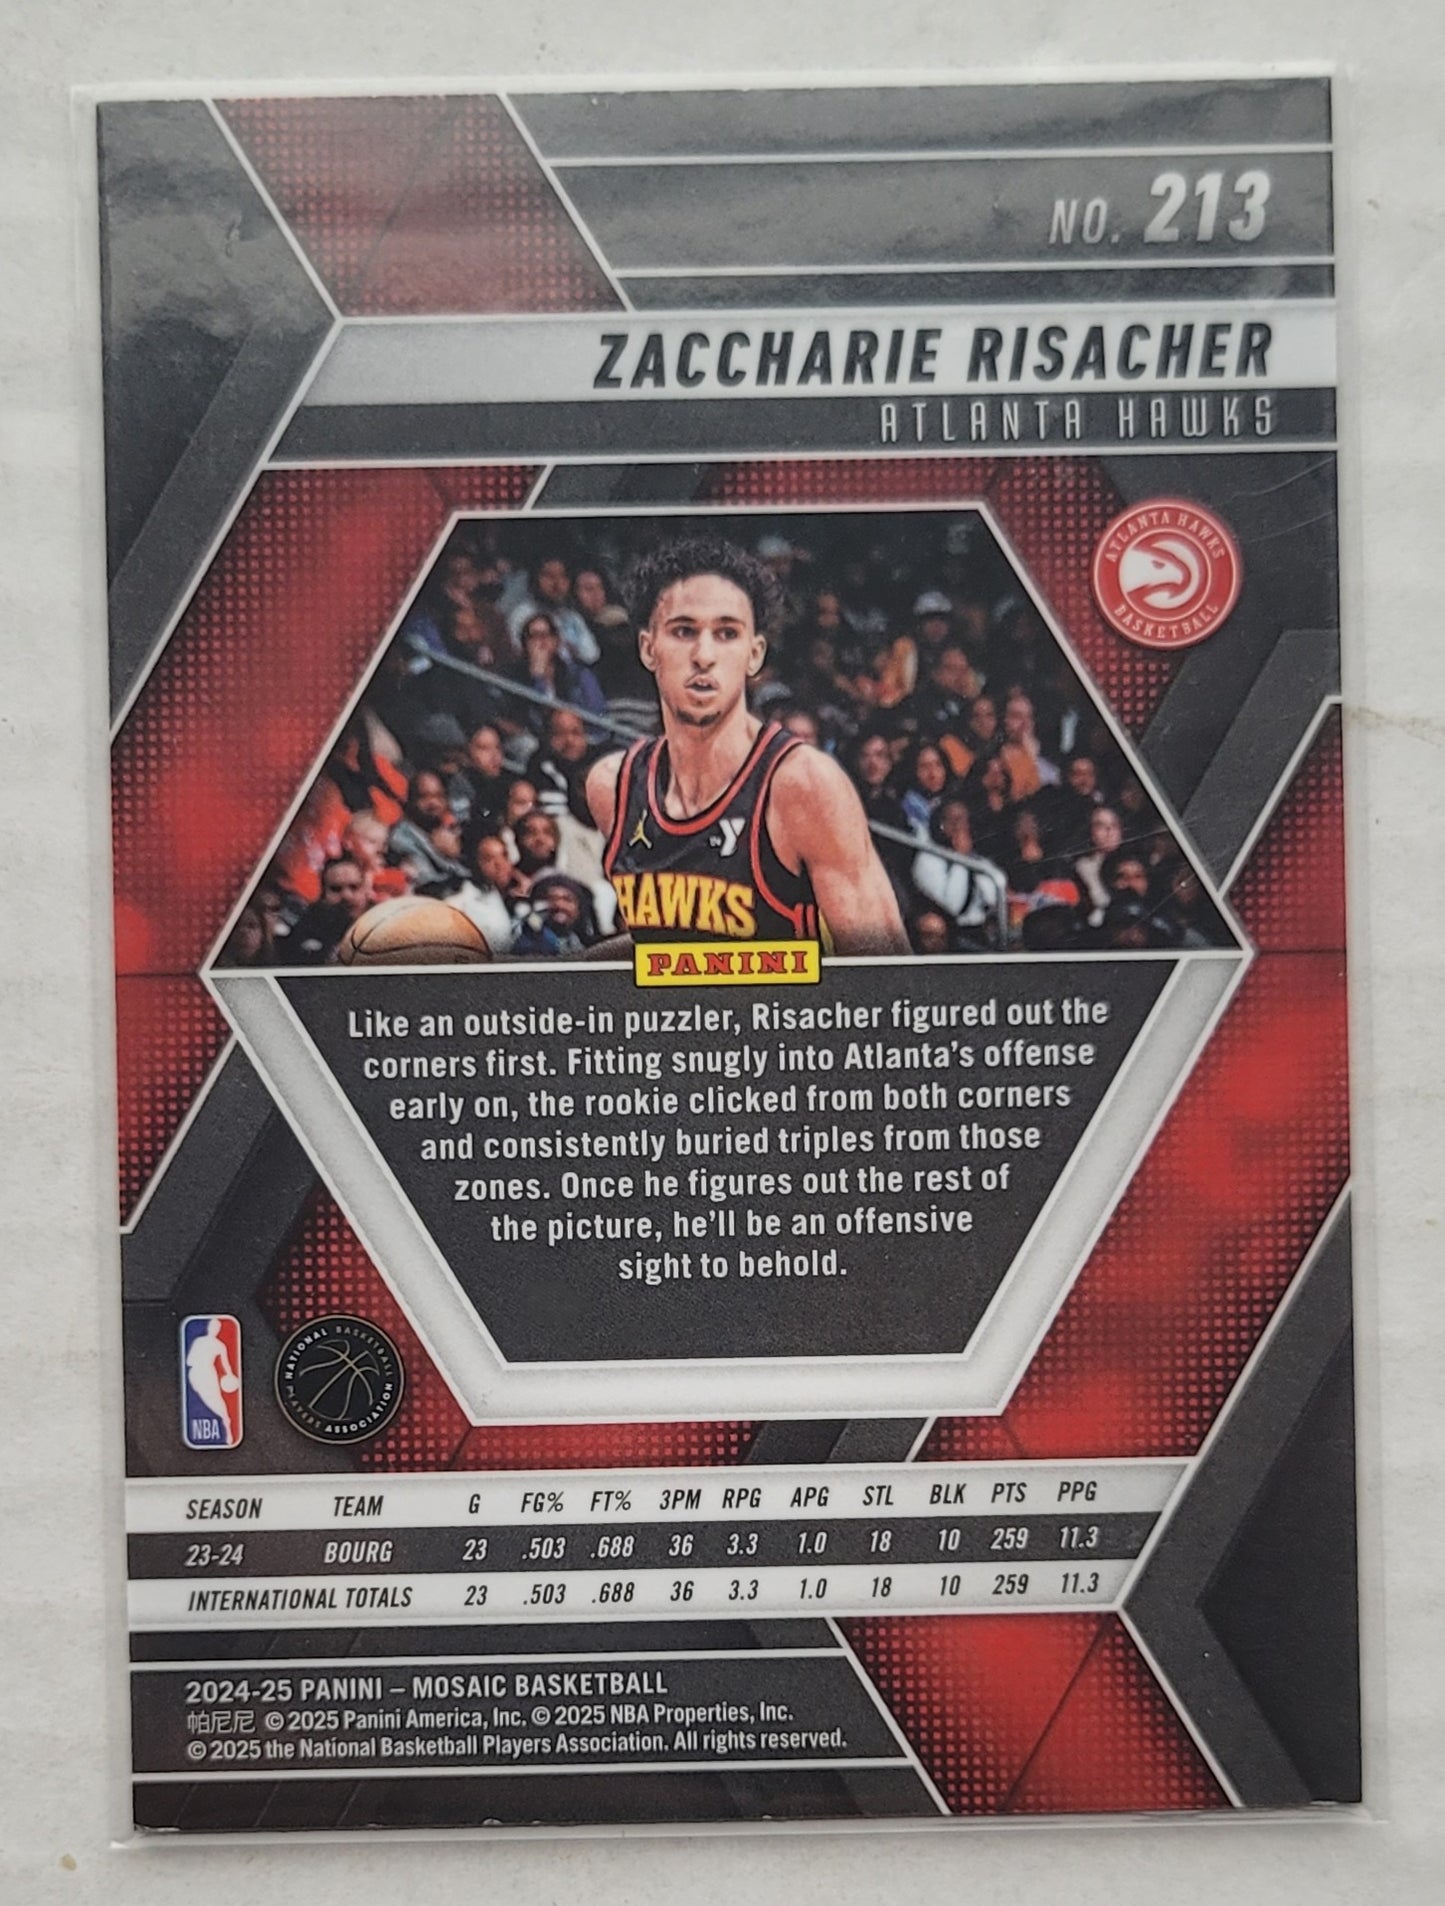 NO. 213
ZACCHARIE RISACHER
ATLANTA HAWKS
ATLANTA HAWKS
BASKETBALL
HAWKS
PANINI
Like an outside-in puzzler, Risacher figured out the
corners first. Fitting snugly into Atlanta's offense
early on, the rookie clicked from both corners
and consistently buried triples from those
zones. Once he figures out the rest of
the picture, he'll be an offensive
sight to behold.
NBA
NATIONAL BASKETBALL
PLAYERS ASSOCIATION
SEASON TEAM G FG% FT% 3PM RPG APG STL BLK PTS PPG
23-24 BOURG 23 .503 .688 36 3.3 1.0 18 10 259 11.3
INTERNATIONAL TOTALS 23 .503 .688 36 3.3 1.0 18 10 259 11.3
2024-25 PANINI – MOSAIC BASKETBALL
帕尼尼 © 2025 Panini America, Inc. © 2025 NBA Properties, Inc.
© 2025 the National Basketball Players Association. All rights reserved.